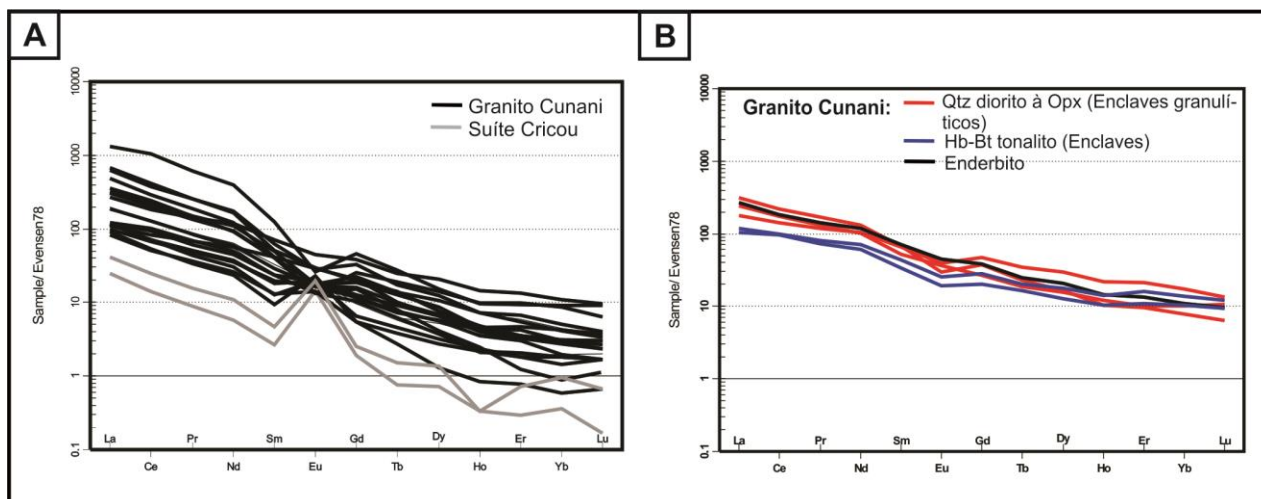 A
10000
1000
100
10
1
0.1
Sample/ Evensen78
Granito Cunani
Suíte Cricou
La
Pr
Sm
Gd
Dy
Er
Lu
Ce
Nd
Eu
Tb
Ho
Yb
B
10000
1000
100
10
1
0.1
Sample/ Evensen78
Granito Cunani:
Qtz diorito à Opx (Enclaves granulí-
ticos)
Hb-Bt tonalito (Enclaves)
Enderbito
La
Pr
Sm
Gd
Dy
Er
Lu
Ce
Nd
Eu
Tb
Ho
Yb